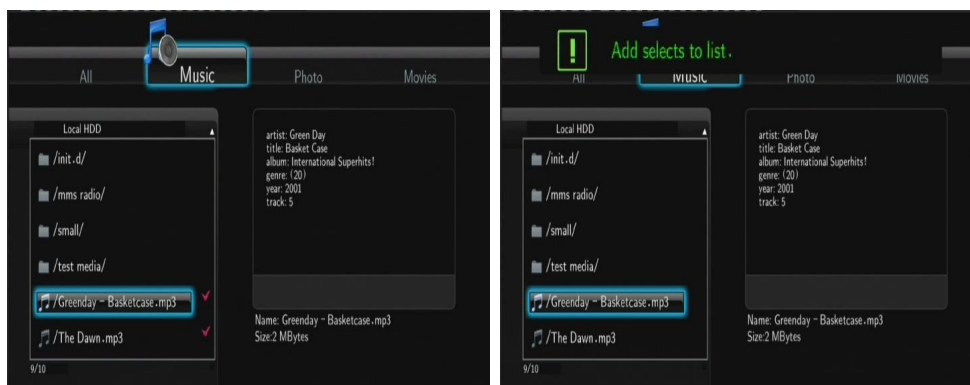 All
Music
Photo
Movies
Local HDD
/init.d/
/mms radio/
/small/
/test media/
/Greenday - Basketcase.mp3
/The Dawn.mp3
9/10
artist: Green Day
title: Basket Case
album: International Superhits!
genre: (20)
year: 2001
track: 5
Name: Greenday - Basketcase.mp3
Size:2 MBytes
! Add selects to list.
All
Music
Photo
Movies
Local HDD
/init.d/
/mms radio/
/small/
/test media/
/Greenday - Basketcase.mp3
/The Dawn.mp3
9/10
artist: Green Day
title: Basket Case
album: International Superhits!
genre: (20)
year: 2001
track: 5
Name: Greenday - Basketcase.mp3
Size:2 MBytes